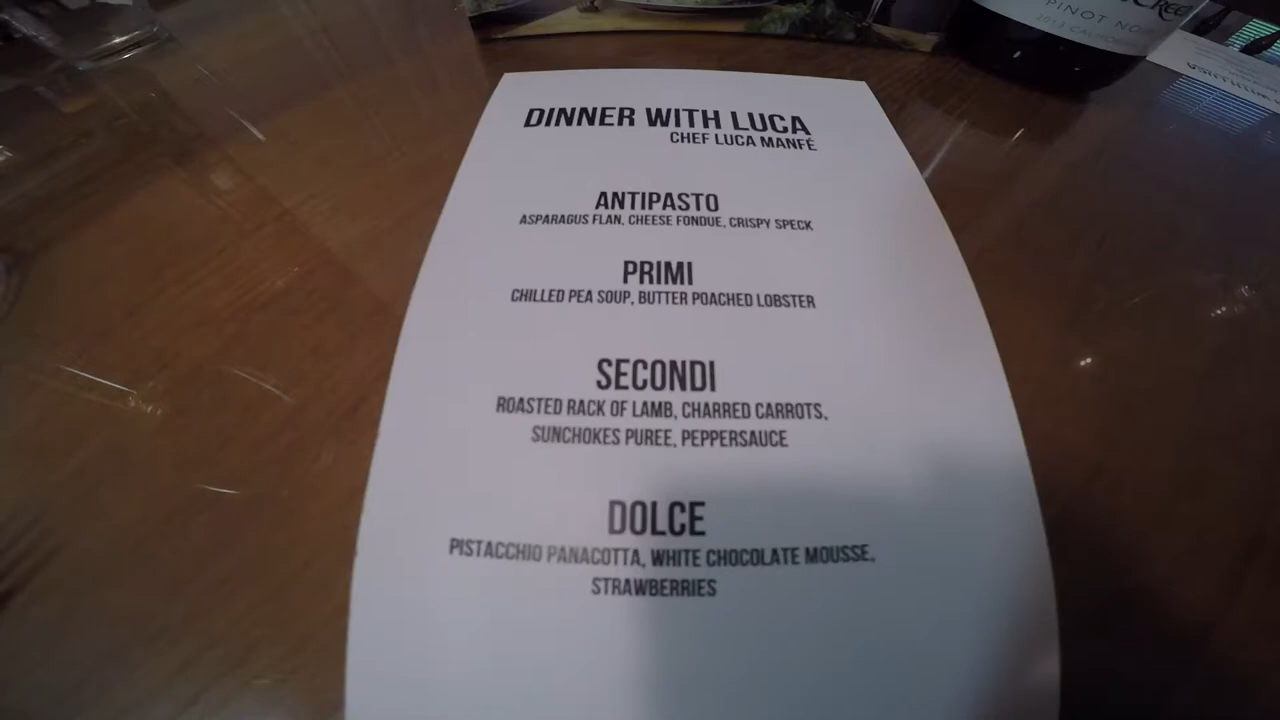 DINNER WITH LUCA
CHEF LUCA MANFÉ
ANTIPASTO
ASPARAGUS FLAN, CHEESE FONDUE, CRISPY SPECK
PRIMI
CHILLED PEA SOUP, BUTTER POACHED LOBSTER
SECONDI
ROASTED RACK OF LAMB, CHARRED CARROTS,
SUNCHOKES PUREE, PEPPERSAUCE
DOLCE
PISTACCHIO PANACOTTA, WHITE CHOCOLATE MOUSSE,
STRAWBERRIES
PINOT
2013